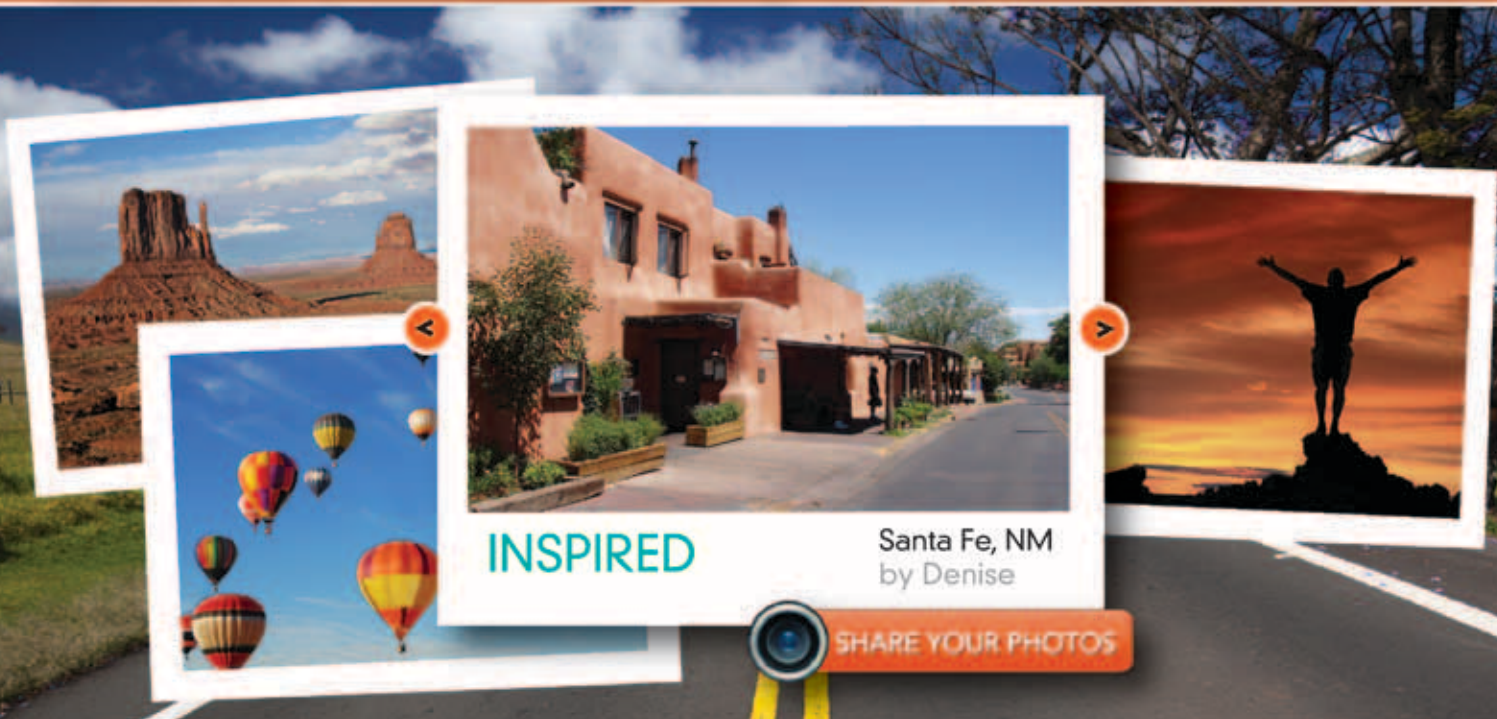 <
>
INSPIRED
Santa Fe, NM
by Denise
SHARE YOUR PHOTOS